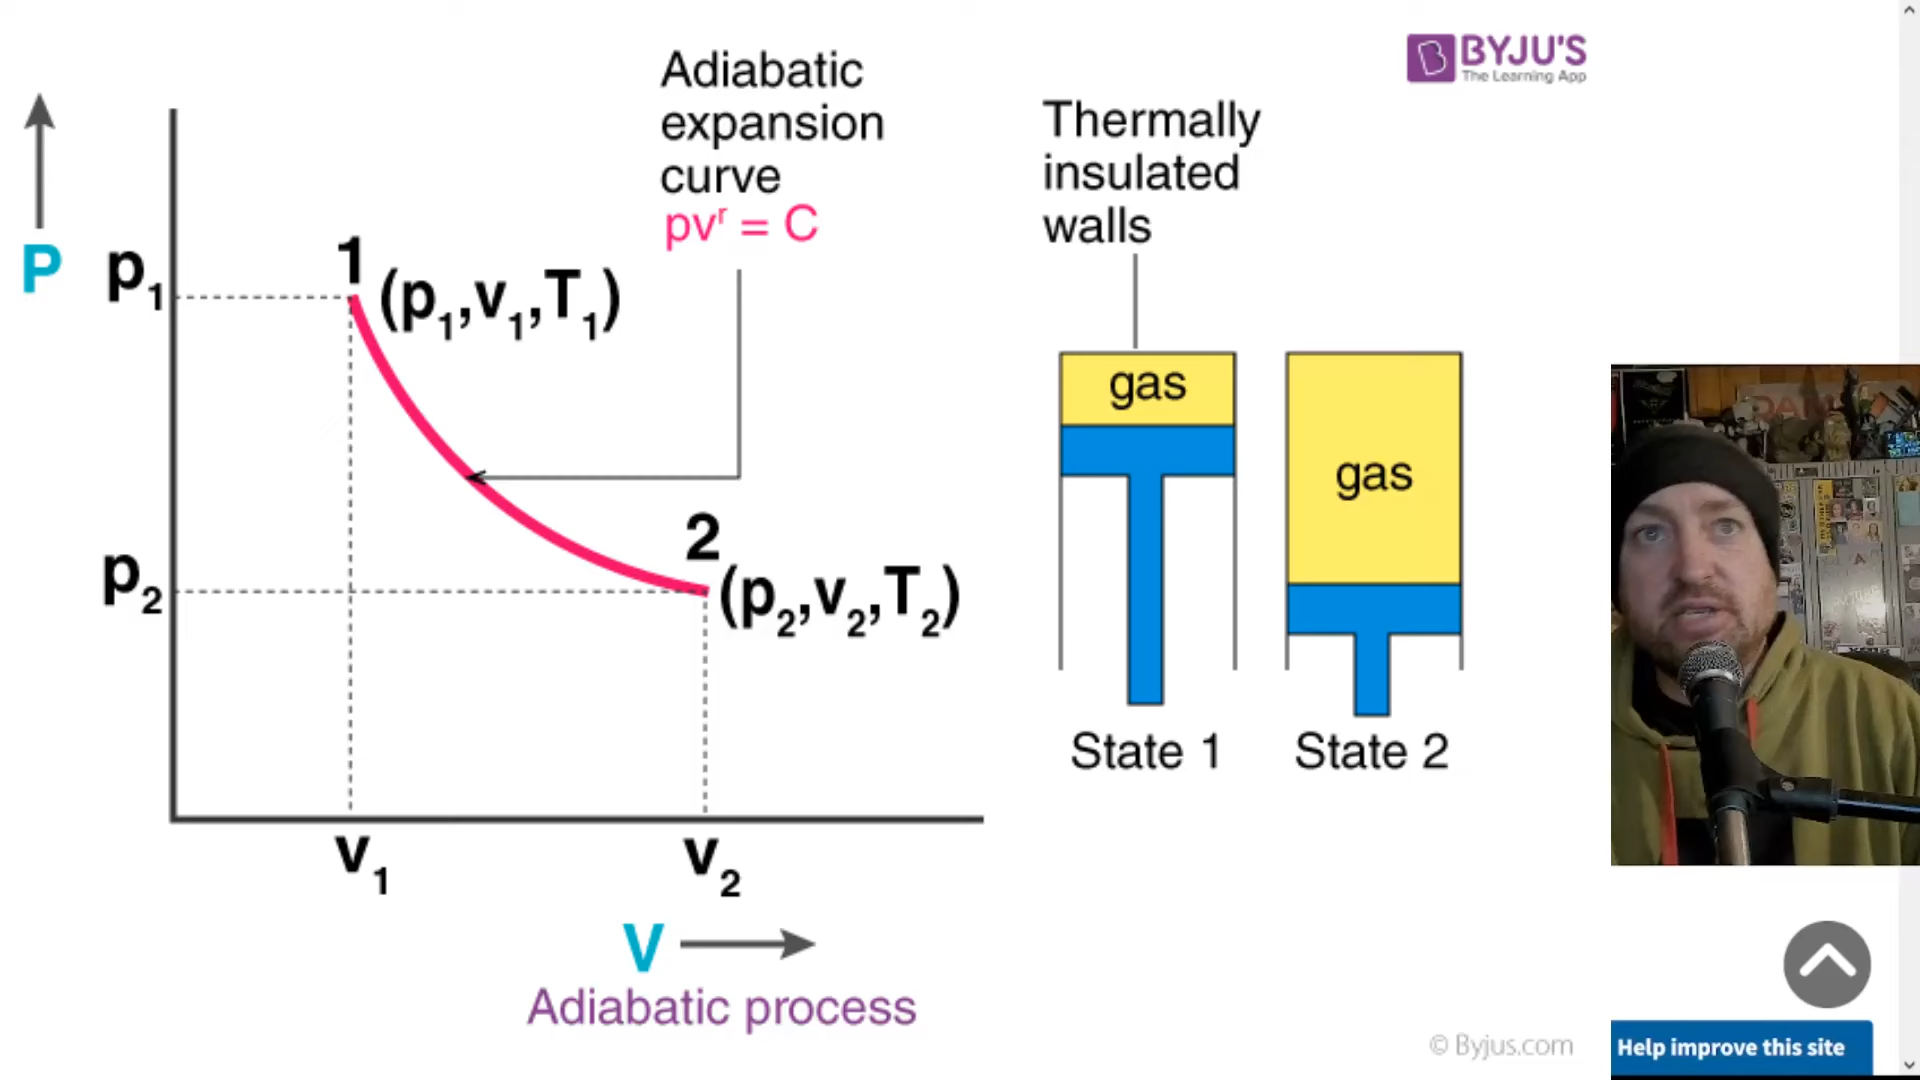 BYJU'S
The Learning App
Adiabatic
expansion
curve
pvʳ = C
Thermally
insulated
walls
P
p₁
1
(p₁,v₁,T₁)
gas
gas
2
p₂
(p₂,v₂,T₂)
State 1
State 2
v₁
v₂
V
Adiabatic process
© Byjus.com
Help improve this site